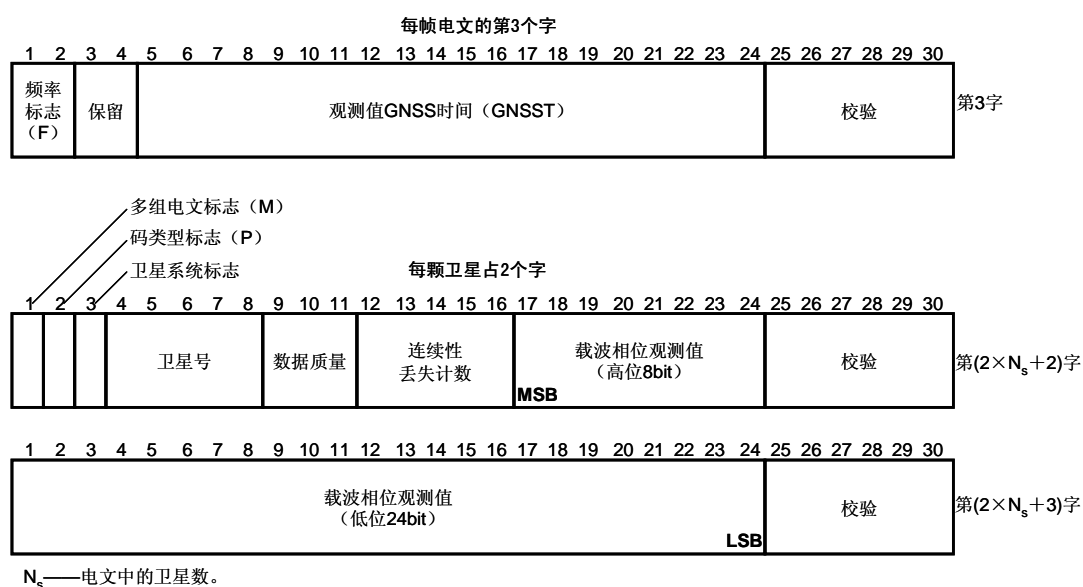 每帧电文的第3个字
1 2 3 4 5 6 7 8 9 10 11 12 13 14 15 16 17 18 19 20 21 22 23 24 25 26 27 28 29 30
频率
标志
（F）
保留
观测值GNSS时间（GNSST）
校验
第3字
多组电文标志（M）
码类型标志（P）
卫星系统标志
每颗卫星占2个字
1 2 3 4 5 6 7 8 9 10 11 12 13 14 15 16 17 18 19 20 21 22 23 24 25 26 27 28 29 30
卫星号
数据质量
连续性
丢失计数
载波相位观测值
（高位8bit）
MSB
校验
第(2×Ns＋2)字
1 2 3 4 5 6 7 8 9 10 11 12 13 14 15 16 17 18 19 20 21 22 23 24 25 26 27 28 29 30
载波相位观测值
（低位24bit）
LSB
校验
第(2×Ns＋3)字
Ns——电文中的卫星数。